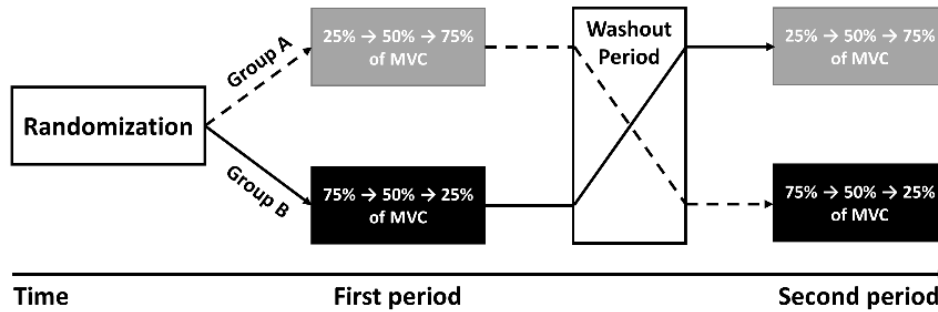 Randomization
Group A
Group B
25% → 50% → 75%
of MVC
75% → 50% → 25%
of MVC
Washout
Period
25% → 50% → 75%
of MVC
75% → 50% → 25%
of MVC
Time
First period
Second period